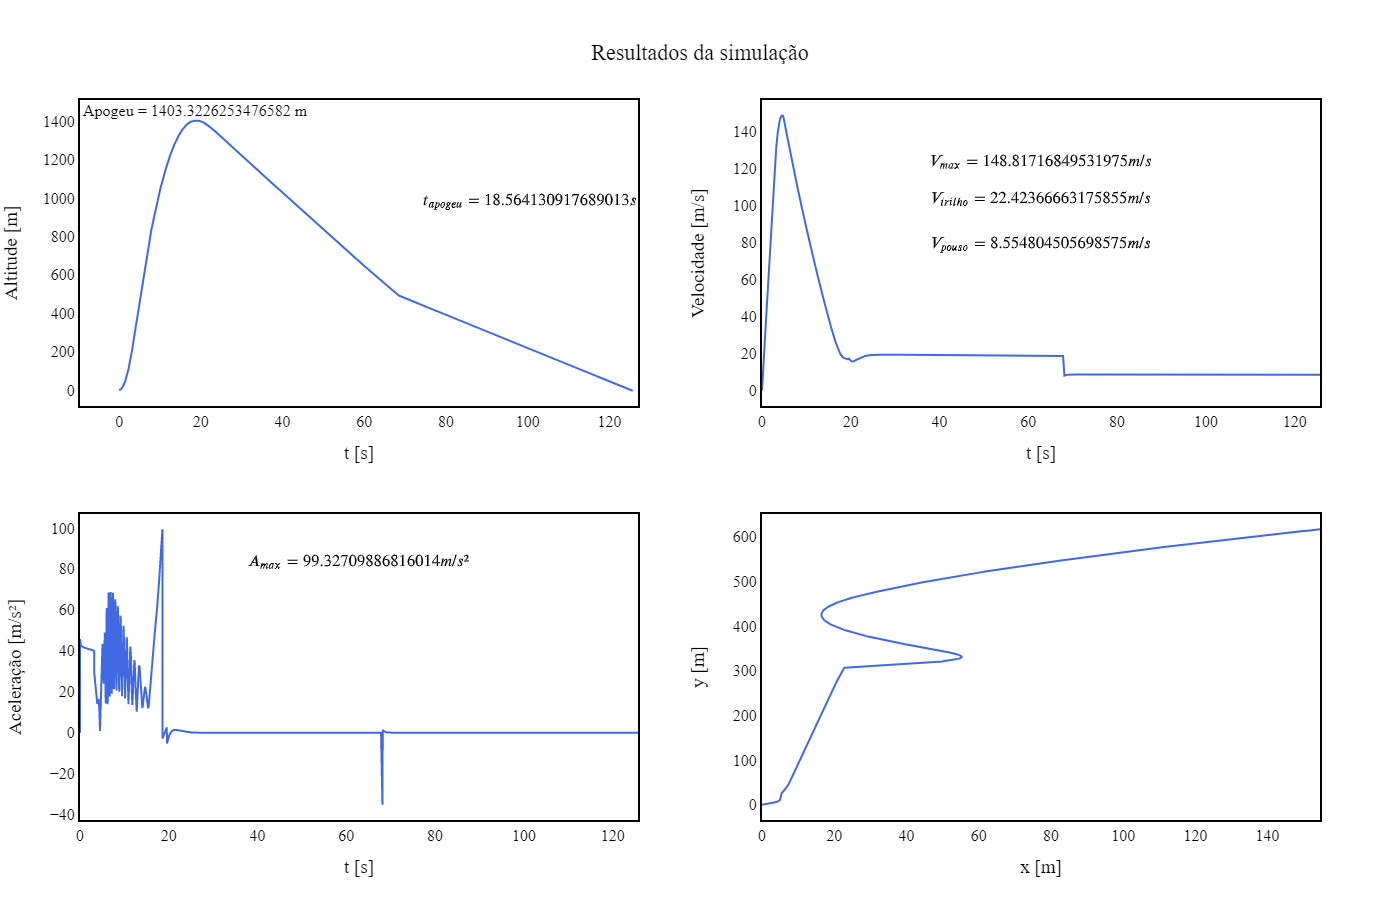 Resultados da simulação
Apogeu = 1403.3226253476582 m
1400
1200
1000
800
600
400
200
0
Altitude [m]
t_apogeu = 18.564130917689013s
0 20 40 60 80 100 120
t [s]
140
120
100
80
60
40
20
0
Velocidade [m/s]
V_max = 148.81716849531975m/s
V_trilho = 22.42366663175855m/s
V_pouso = 8.554804505698575m/s
0 20 40 60 80 100 120
t [s]
100
80
60
40
20
0
−20
−40
Aceleração [m/s²]
A_max = 99.32709886816014m/s²
0 20 40 60 80 100 120
t [s]
600
500
400
300
200
100
0
y [m]
0 20 40 60 80 100 120 140
x [m]